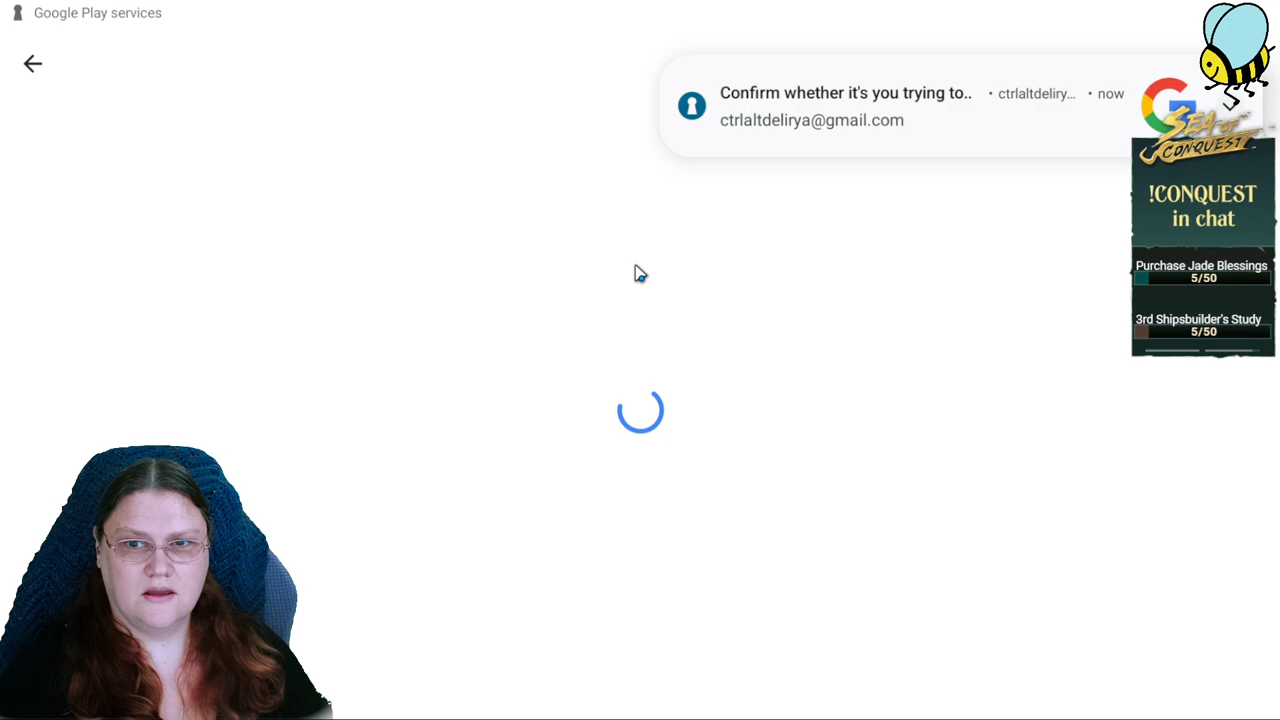 Google Play services
Confirm whether it's you trying to.. • ctrlaltdeliry... • now
ctrlaltdelirya@gmail.com
SEA OF
CONQUEST
!CONQUEST
in chat
Purchase Jade Blessings
5/50
3rd Shipsbuilder's Study
5/50